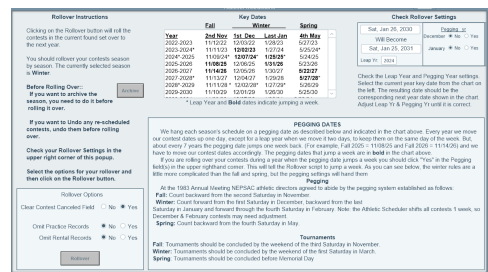 Rollover Instructions
Clicking on the Rollover button will roll the
contests in the current found set over to
the next year.
You should rollover your contests season
by season. The currently selected season
is Winter.
Before Rolling Over:
If you want to archive the
season, you need to do it before
rolling it over.
Archive
If you want to Undo any re-scheduled
contests, undo them before rolling
over.
Check your Rollover Settings in the
upper right corner of this popup.
Select the options for your rollover and
then click on the Rollover button.
Rollover Options
Clear Contest Canceled Field No Yes
Omit Practice Records No Yes
Omit Rental Records No Yes
Rollover
Key Dates
Fall Winter Spring
Year 2nd Nov 1st Dec Last Jan 4th May
2022-2023 11/12/22 12/03/22 1/28/23 5/27/23
2023-2024* 11/11/23 12/02/23 1/27/24 5/25/24*
2024-2025* 11/09/24* 12/07/24* 1/25/25* 5/24/25
2025-2026 11/08/25 12/06/25 1/31/26 5/23/26
2026-2027 11/14/26 12/05/26 1/30/27 5/22/27
2027-2028* 11/13/27 12/04/27 1/29/28 5/27/28*
2028-2029* 11/11/28 * 12/02/28* 1/27/29* 5/26/29
2029-2030 11/10/29 12/01/29 1/26/30 5/25/30
* Leap Year and Bold dates indicate jumping a week.
Check Rollover Settings
Sat, Jan 26, 2030
Will Become
Sat, Jan 25, 2031
Leap Yr: 2024
Pegging
December No Yes
January No Yes
Check the Leap Year and Pegging Year settings.
Select the current year key date from the chart on
the left. The resulting date should be the
corresponding next year date shown in the chart.
Adjust Leap Yr & Pegging Yr until it is correct
PEGGING DATES
We hang each season's schedule on a pegging date as described below and indicated in the chart above. Every year we move
our contest dates up one day, except for a leap year when we move it two days, to keep them on the same day of the week. But,
about every 7 years the pegging date jumps one week back. (For example, Fall 2025 = 11/08/25 and Fall 2026 = 11/14/26) and we
have to move our contest dates accordingly. The pegging dates that jump a week are in bold in the chart above.
If you are rolling over your contests during a year when the pegging date jumps a week you should click "Yes" in the Pegging
field(s) in the upper righthand corner. This will tell the Rollover script to jump a week. As you can see below, the winter rules are a
little more complicated than the fall and spring, but the pegging settings will hand them
Pegging
At the 1983 Annual Meeting NEPSAC athletic directors agreed to abide by the pegging system established as follows:
Fall: Count backward from the second Saturday in November.
Winter: Count forward from the first Saturday in December, backward from the last
Saturday in January and forward through the fourth Saturday in February. Note: the Athletic Scheduler shifts all contests 1 week, so
December & February contests may need adjustment.
Spring: Count backward from the fourth Saturday in May.
Tournaments
Fall: Tournaments should be concluded by the weekend of the third Saturday in November.
Winter: Tournaments should be concluded by the weekend of the first Saturday in March.
Spring: Tournaments should be concluded before Memorial Day